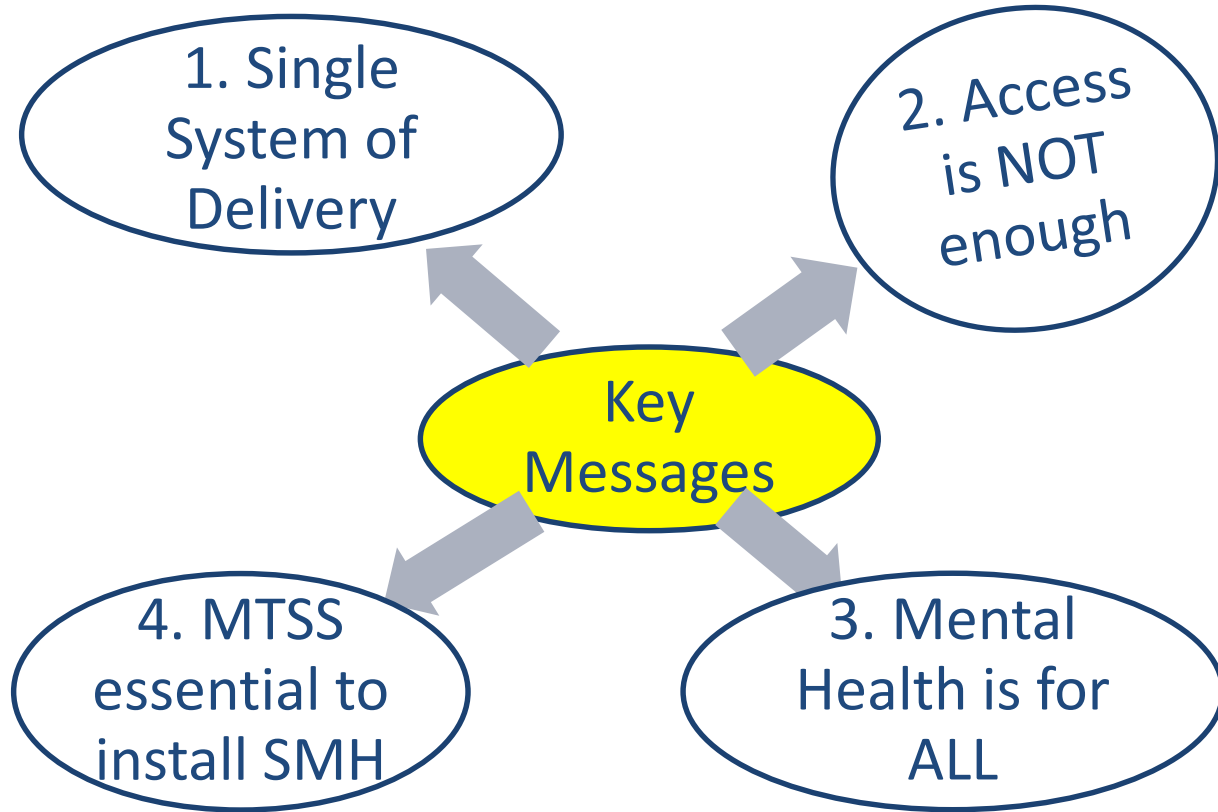 1. Single
System of
Delivery
2. Access
is NOT
enough
Key
Messages
4. MTSS
essential to
install SMH
3. Mental
Health is for
ALL